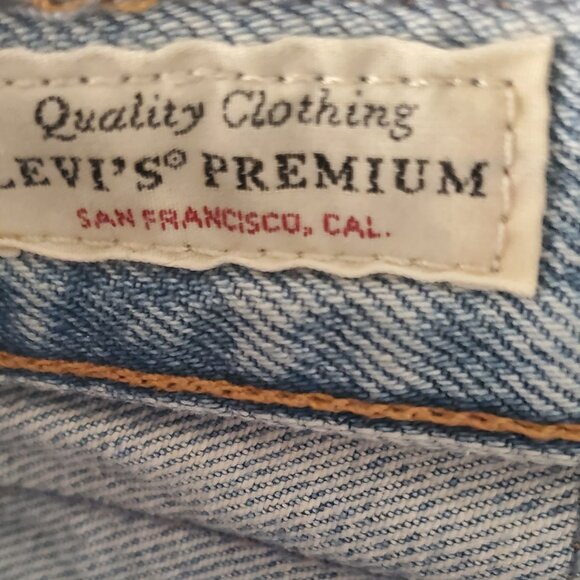 Quality Clothing
LEVI'S® PREMIUM
SAN FRANCISCO, CAL.